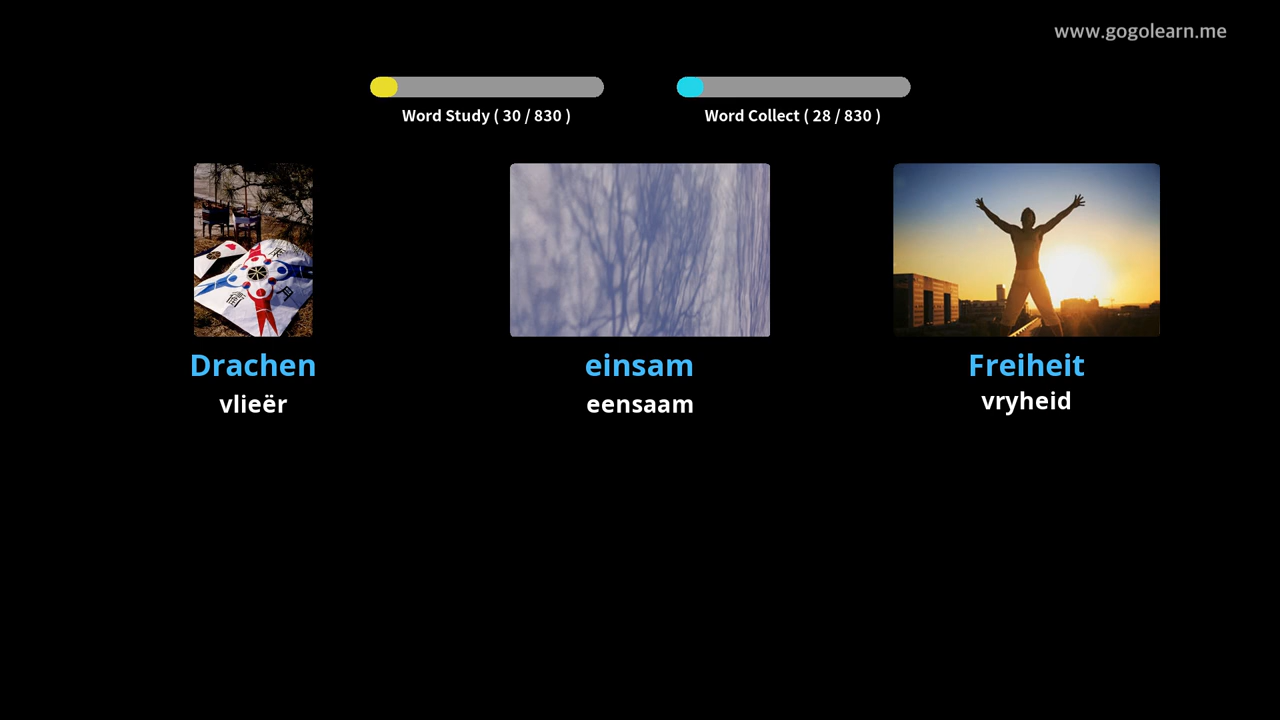 www.gogolearn.me
Word Study ( 30 / 830 )
Word Collect ( 28 / 830 )
Drachen
vlieër
einsam
eensaam
Freiheit
vryheid